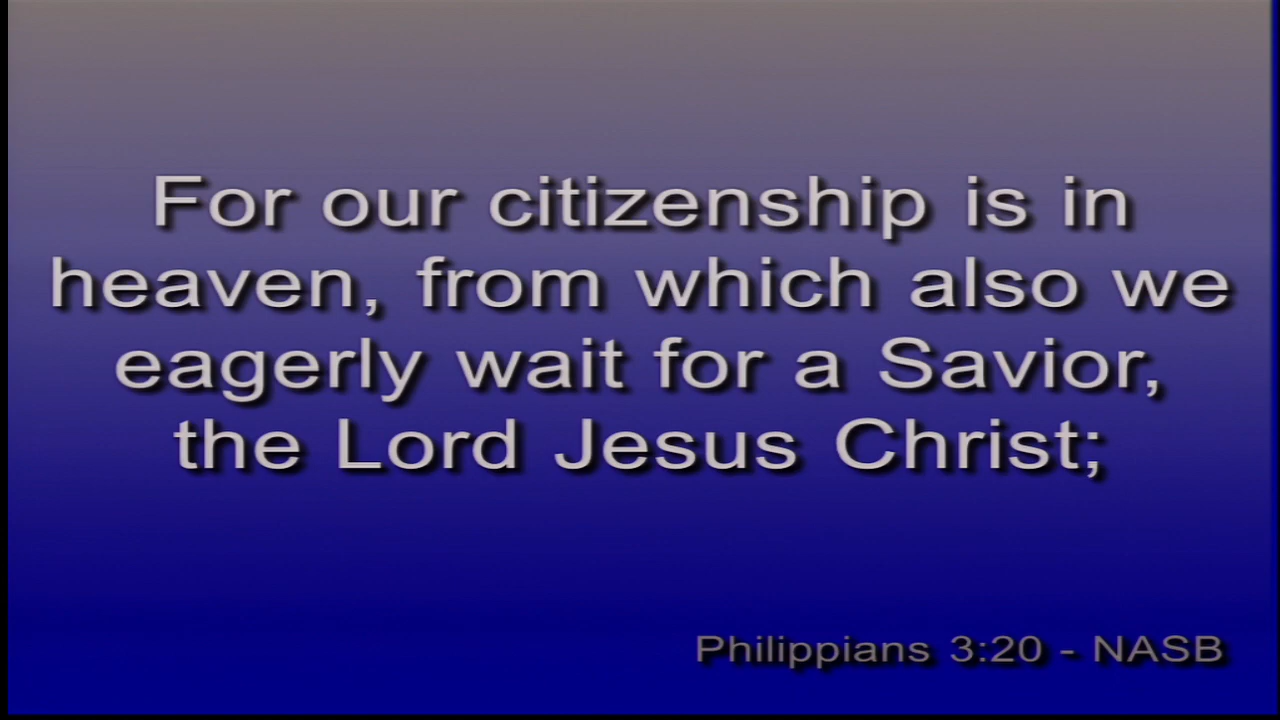 For our citizenship is in
heaven, from which also we
eagerly wait for a Savior,
the Lord Jesus Christ;
Philippians 3:20 - NASB